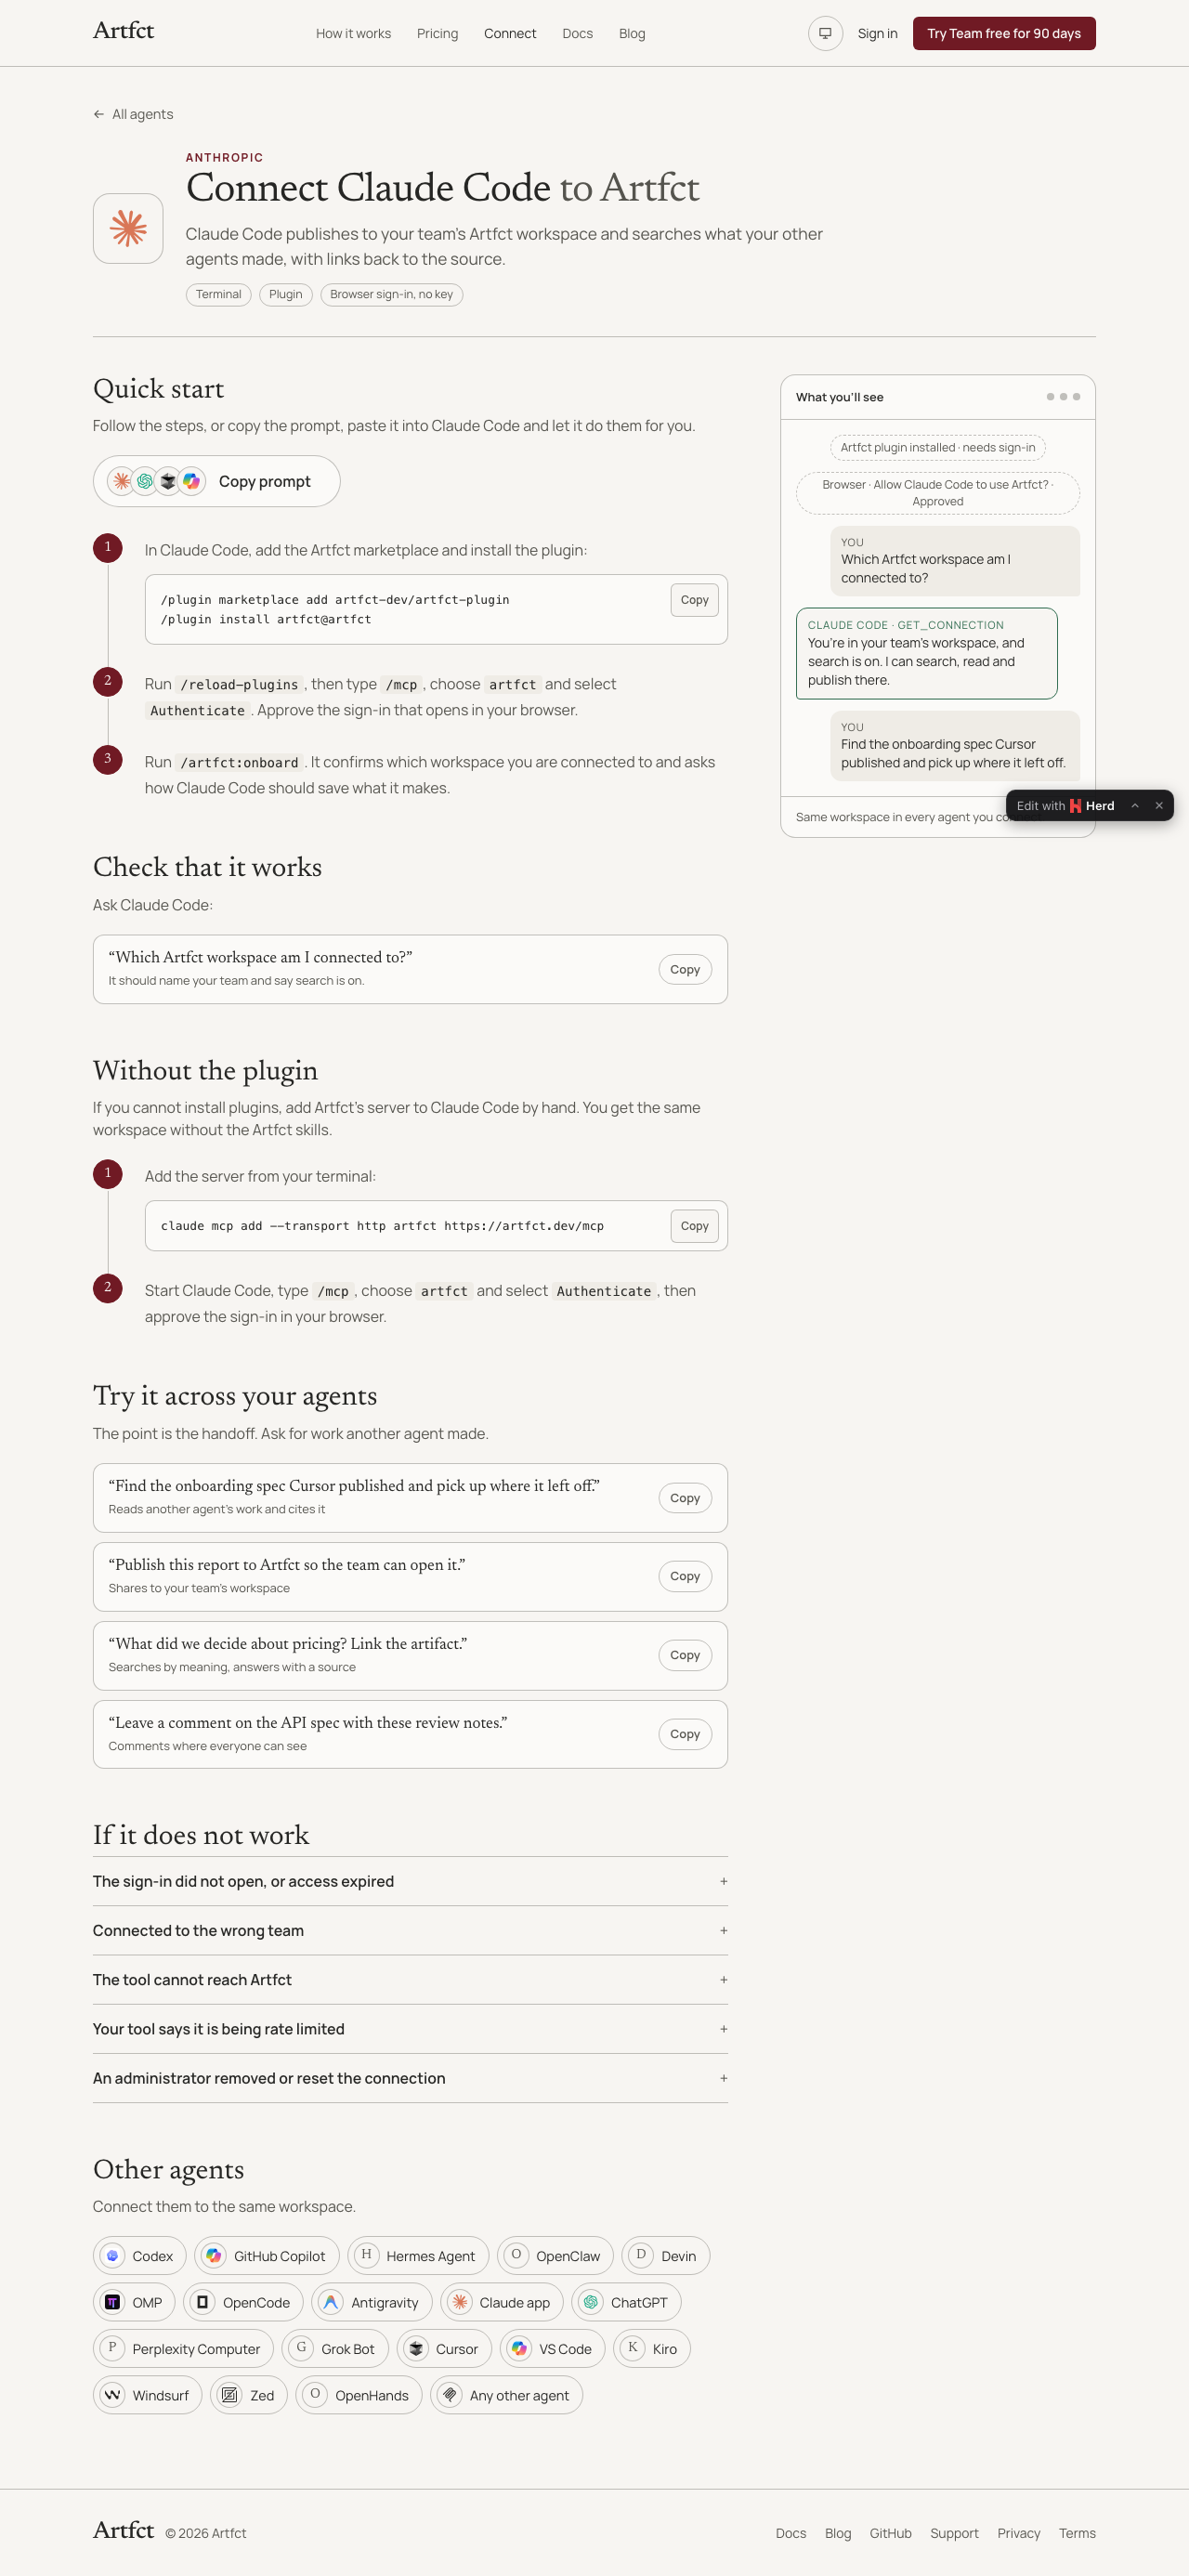 Artfct
How it works
Pricing
Connect
Docs
Blog
Sign in
Try Team free for 90 days
← All agents
ANTHROPIC
Connect Claude Code to Artfct
Claude Code publishes to your team's Artfct workspace and searches what your other
agents made, with links back to the source.
Terminal
Plugin
Browser sign-in, no key
Quick start
Follow the steps, or copy the prompt, paste it into Claude Code and let it do them for you.
Copy prompt
1
In Claude Code, add the Artfct marketplace and install the plugin:
/plugin marketplace add artfct-dev/artfct-plugin
/plugin install artfct@artfct
Copy
2
Run /reload-plugins, then type /mcp, choose artfct and select
Authenticate. Approve the sign-in that opens in your browser.
3
Run /artfct:onboard. It confirms which workspace you are connected to and asks
how Claude Code should save what it makes.
What you'll see
Artfct plugin installed · needs sign-in
Browser · Allow Claude Code to use Artfct? ·
Approved
YOU
Which Artfct workspace am I
connected to?
CLAUDE CODE · GET_CONNECTION
You're in your team's workspace, and
search is on. I can search, read and
publish there.
YOU
Find the onboarding spec Cursor
published and pick up where it left off.
Same workspace in every agent you
Edit with Herd
Check that it works
Ask Claude Code:
“Which Artfct workspace am I connected to?”
It should name your team and say search is on.
Copy
Without the plugin
If you cannot install plugins, add Artfct's server to Claude Code by hand. You get the same
workspace without the Artfct skills.
1
Add the server from your terminal:
claude mcp add --transport http artfct https://artfct.dev/mcp
Copy
2
Start Claude Code, type /mcp, choose artfct and select Authenticate, then
approve the sign-in in your browser.
Try it across your agents
The point is the handoff. Ask for work another agent made.
“Find the onboarding spec Cursor published and pick up where it left off.”
Reads another agent's work and cites it
Copy
“Publish this report to Artfct so the team can open it.”
Shares to your team's workspace
Copy
“What did we decide about pricing? Link the artifact.”
Searches by meaning, answers with a source
Copy
“Leave a comment on the API spec with these review notes.”
Comments where everyone can see
Copy
If it does not work
The sign-in did not open, or access expired +
Connected to the wrong team +
The tool cannot reach Artfct +
Your tool says it is being rate limited +
An administrator removed or reset the connection +
Other agents
Connect them to the same workspace.
Codex
GitHub Copilot
H Hermes Agent
O OpenClaw
D Devin
OMP
OpenCode
Antigravity
Claude app
ChatGPT
P Perplexity Computer
G Grok Bot
Cursor
VS Code
K Kiro
Windsurf
Zed
O OpenHands
Any other agent
Artfct © 2026 Artfct
Docs
Blog
GitHub
Support
Privacy
Terms